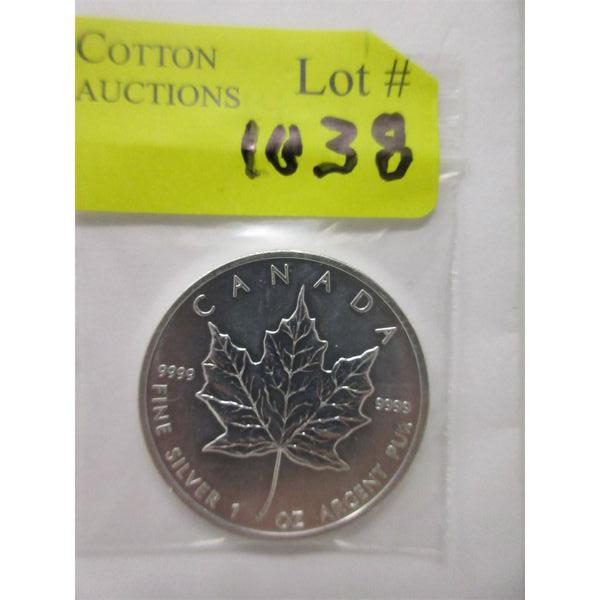 COTTON
AUCTIONS
Lot #
1038
CANADA
9999
9999
FINE SILVER 1 OZ ARGENT PUR